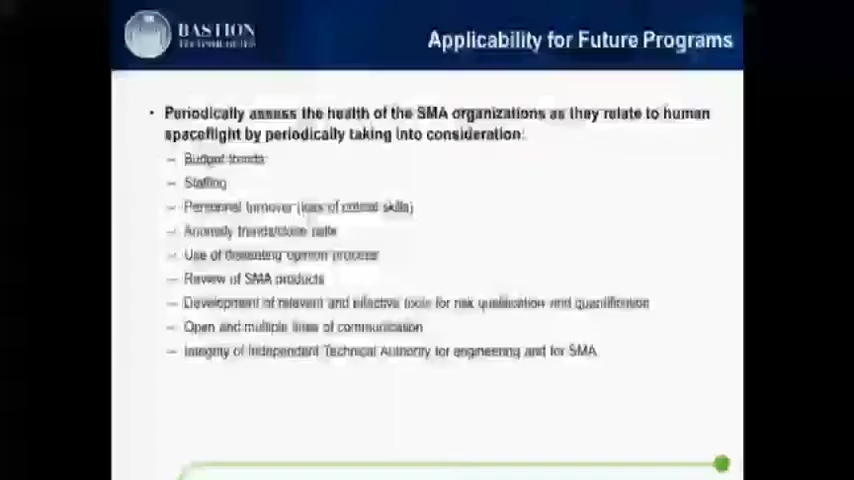 BASTION
TECHNOLOGIES
Applicability for Future Programs
• Periodically assess the health of the SMA organizations as they relate to human
spaceflight by periodically taking into consideration:
– Budget trends
– Staffing
– Personnel turnover (loss of critical skills)
– Anomaly trends/close calls
– Use of dissenting opinion process
– Review of SMA products
– Development of relevant and effective tools for risk qualification and quantification
– Open and multiple lines of communication
– Integrity of Independent Technical Authority for engineering and for SMA